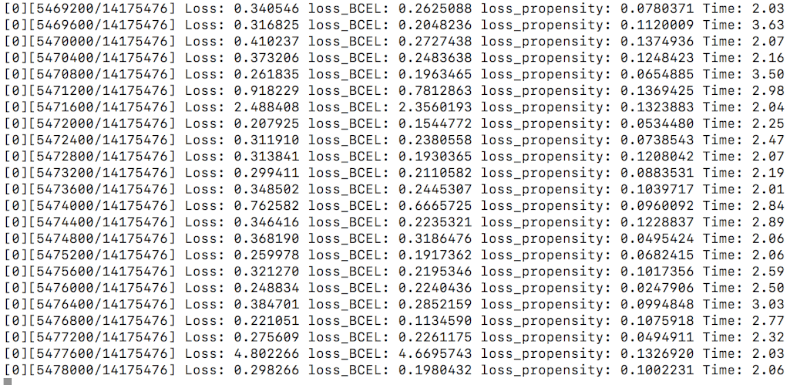 [0][5469200/14175476] Loss: 0.340546 loss_BCEL: 0.2625088 loss_propensity: 0.0780371 Time: 2.03
[0][5469600/14175476] Loss: 0.316825 loss_BCEL: 0.2048236 loss_propensity: 0.1120009 Time: 3.63
[0][5470000/14175476] Loss: 0.410237 loss_BCEL: 0.2727438 loss_propensity: 0.1374936 Time: 2.07
[0][5470400/14175476] Loss: 0.373206 loss_BCEL: 0.2483638 loss_propensity: 0.1248423 Time: 2.16
[0][5470800/14175476] Loss: 0.261835 loss_BCEL: 0.1963465 loss_propensity: 0.0654885 Time: 3.50
[0][5471200/14175476] Loss: 0.918229 loss_BCEL: 0.7812863 loss_propensity: 0.1369425 Time: 2.98
[0][5471600/14175476] Loss: 2.488408 loss_BCEL: 2.3560193 loss_propensity: 0.1323883 Time: 2.04
[0][5472000/14175476] Loss: 0.207925 loss_BCEL: 0.1544772 loss_propensity: 0.0534480 Time: 2.25
[0][5472400/14175476] Loss: 0.311910 loss_BCEL: 0.2380558 loss_propensity: 0.0738543 Time: 2.47
[0][5472800/14175476] Loss: 0.313841 loss_BCEL: 0.1930365 loss_propensity: 0.1208042 Time: 2.07
[0][5473200/14175476] Loss: 0.299411 loss_BCEL: 0.2110582 loss_propensity: 0.0883531 Time: 2.19
[0][5473600/14175476] Loss: 0.348502 loss_BCEL: 0.2445307 loss_propensity: 0.1039717 Time: 2.01
[0][5474000/14175476] Loss: 0.762582 loss_BCEL: 0.6665725 loss_propensity: 0.0960092 Time: 2.84
[0][5474400/14175476] Loss: 0.346416 loss_BCEL: 0.2235321 loss_propensity: 0.1228837 Time: 2.89
[0][5474800/14175476] Loss: 0.368190 loss_BCEL: 0.3186476 loss_propensity: 0.0495424 Time: 2.06
[0][5475200/14175476] Loss: 0.259978 loss_BCEL: 0.1917362 loss_propensity: 0.0682415 Time: 2.06
[0][5475600/14175476] Loss: 0.321270 loss_BCEL: 0.2195346 loss_propensity: 0.1017356 Time: 2.59
[0][5476000/14175476] Loss: 0.248834 loss_BCEL: 0.2240436 loss_propensity: 0.0247906 Time: 2.50
[0][5476400/14175476] Loss: 0.384701 loss_BCEL: 0.2852159 loss_propensity: 0.0994848 Time: 3.03
[0][5476800/14175476] Loss: 0.221051 loss_BCEL: 0.1134590 loss_propensity: 0.1075918 Time: 2.77
[0][5477200/14175476] Loss: 0.275609 loss_BCEL: 0.2261175 loss_propensity: 0.0494911 Time: 2.32
[0][5477600/14175476] Loss: 4.802266 loss_BCEL: 4.6695743 loss_propensity: 0.1326920 Time: 2.03
[0][5478000/14175476] Loss: 0.298266 loss_BCEL: 0.1980432 loss_propensity: 0.1002231 Time: 2.06